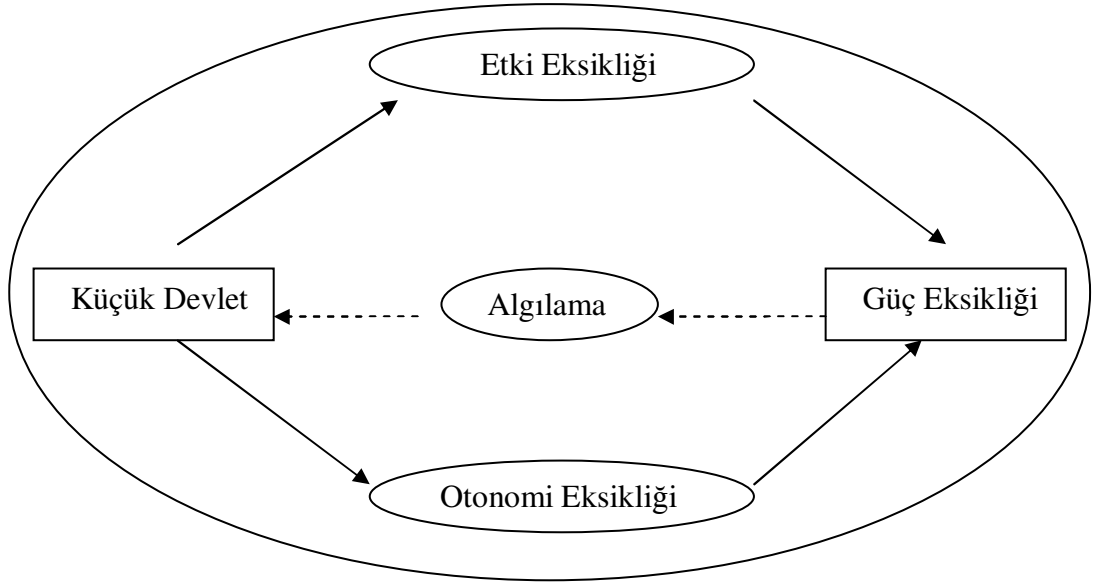 Etki Eksikliği
Küçük Devlet
Algılama
Güç Eksikliği
Otonomi Eksikliği